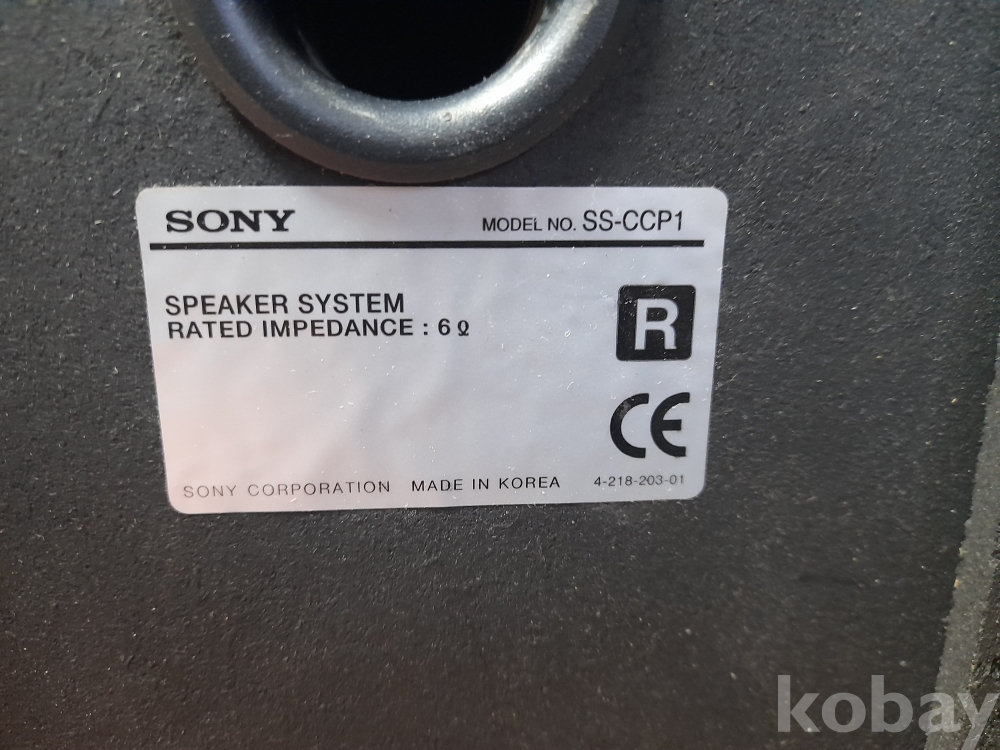 SONY MODEL NO. SS-CCP1
SPEAKER SYSTEM
RATED IMPEDANCE : 6 Ω
R
CE
SONY CORPORATION MADE IN KOREA 4-218-203-01
kobay